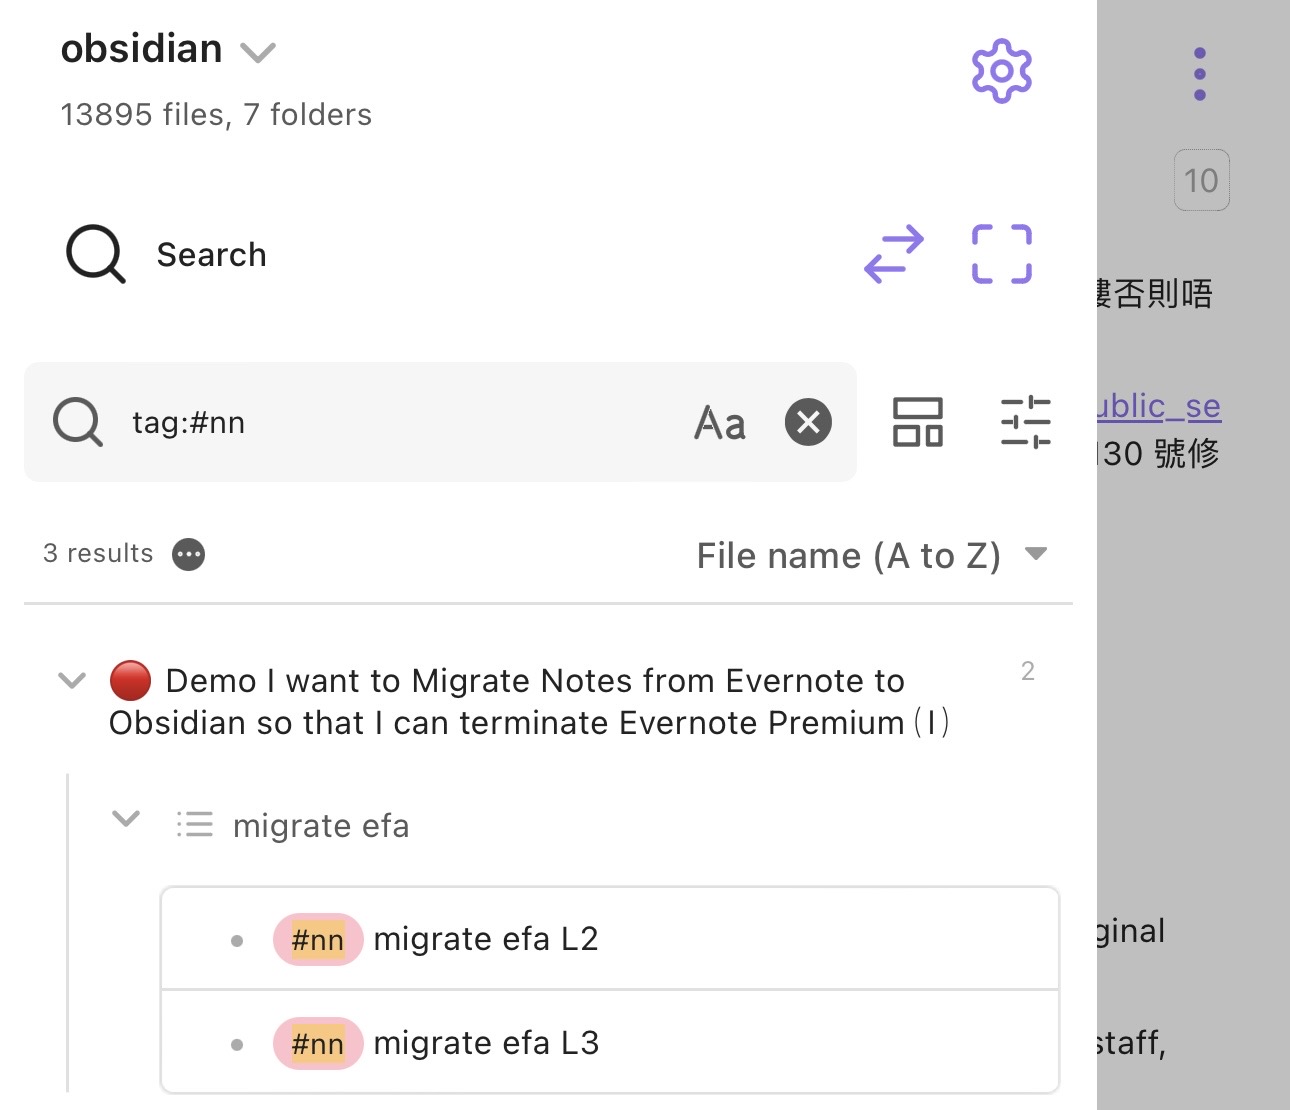 obsidian
13895 files, 7 folders
10
Search
否則唔
ublic_se
tag:#nn
Aa
30 號修
3 results
File name (A to Z)
Demo I want to Migrate Notes from Evernote to
2
Obsidian so that I can terminate Evernote Premium (I)
migrate efa
#nn migrate efa L2
ginal
#nn migrate efa L3
staff,